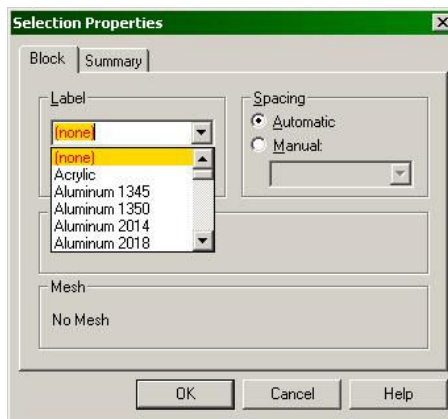 Selection Properties
Block
Summary
Label
(none)
(none)
Acrylic
Aluminum 1345
Aluminum 1350
Aluminum 2014
Aluminum 2018
Spacing
Automatic
Manual:
Mesh
No Mesh
OK
Cancel
Help